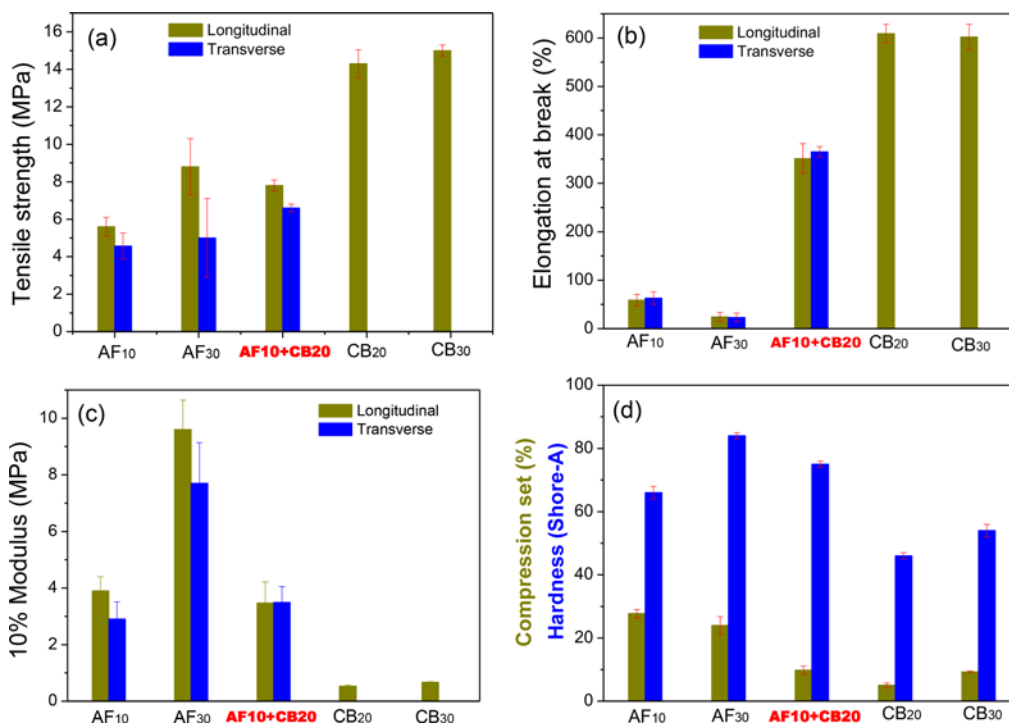 (a)
Longitudinal
Transverse
Tensile strength (MPa)
16
14
12
10
8
6
4
2
0
AF10 AF30 AF10+CB20 CB20 CB30
(b)
Longitudinal
Transverse
Elongation at break (%)
600
500
400
300
200
100
0
AF10 AF30 AF10+CB20 CB20 CB30
(c)
Longitudinal
Transverse
10% Modulus (MPa)
10
8
6
4
2
0
AF10 AF30 AF10+CB20 CB20 CB30
(d)
Compression set (%)
Hardness (Shore-A)
100
80
60
40
20
0
AF10 AF30 AF10+CB20 CB20 CB30